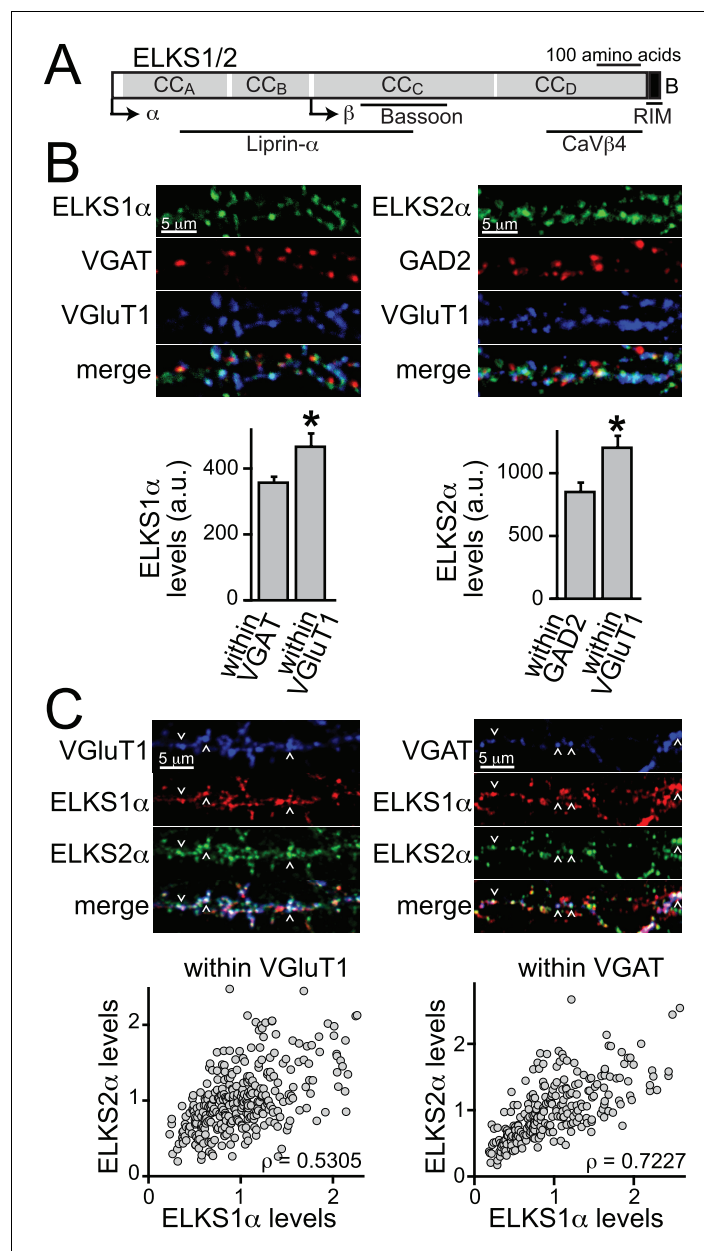 A
ELKS1/2
100 amino acids
CCA CCB CCC CCD B
α β Bassoon RIM
Liprin-α CaVβ4
B
ELKS1α
5 µm
VGAT
VGluT1
merge
ELKS1α levels (a.u.)
400
200
0
within VGAT
within VGluT1
ELKS2α
5 µm
GAD2
VGluT1
merge
ELKS2α levels (a.u.)
1000
500
0
within GAD2
within VGluT1
*
*
C
VGluT1
5 µm
ELKS1α
ELKS2α
merge
within VGluT1
ELKS2α levels
2
1
0
ρ = 0.5305
0 1 2
ELKS1α levels
VGAT
5 µm
ELKS1α
ELKS2α
merge
within VGAT
ELKS2α levels
2
1
0
ρ = 0.7227
0 1 2
ELKS1α levels